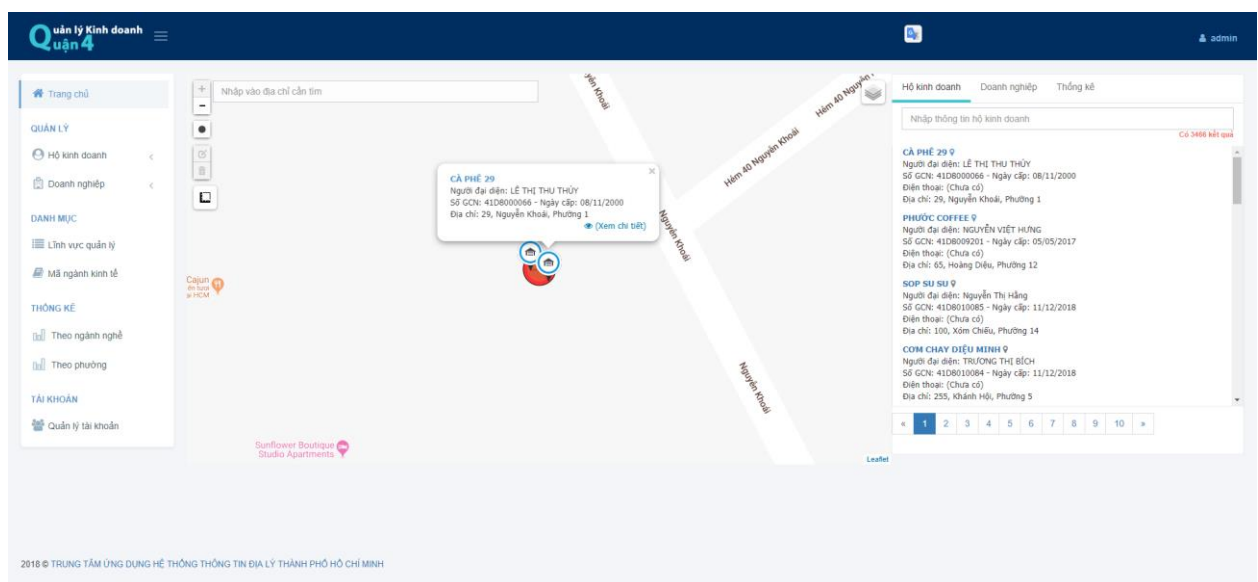 Quản lý Kinh doanh
Quận 4
admin
Trang chủ
QUẢN LÝ
Hộ kinh doanh
Doanh nghiệp
DANH MỤC
Lĩnh vực quản lý
Mã ngành kinh tế
THỐNG KÊ
Theo ngành nghề
Theo phường
TÀI KHOẢN
Quản lý tài khoản
+
Nhập vào địa chỉ cần tìm
-
CÀ PHÊ 29
×
Người đại diện: LÊ THỊ THU THỦY
Số GCN: 41D8000066 - Ngày cấp: 08/11/2000
Địa chỉ: 29, Nguyễn Khoái, Phường 1
(Xem chi tiết)
Nguyễn Khoái
Hẻm 40 Nguyễn Khoái
Hẻm 40 Nguyễn
Nguyễn Khoái
Nguyễn Khoái
Cajun
HCM
Sunflower Boutique
Studio Apartments
Leaflet
Hộ kinh doanh Doanh nghiệp Thống kê
Nhập thông tin hộ kinh doanh
Có 3466 kết quả
CÀ PHÊ 29
Người đại diện: LÊ THỊ THU THỦY
Số GCN: 41D8000066 - Ngày cấp: 08/11/2000
Điện thoại: (Chưa có)
Địa chỉ: 29, Nguyễn Khoái, Phường 1
PHƯỚC COFFEE
Người đại diện: NGUYỄN VIỆT HƯNG
Số GCN: 41D8009201 - Ngày cấp: 05/05/2017
Điện thoại: (Chưa có)
Địa chỉ: 65, Hoàng Diệu, Phường 12
SOP SU SU
Người đại diện: Nguyễn Thị Hằng
Số GCN: 41D8010085 - Ngày cấp: 11/12/2018
Điện thoại: (Chưa có)
Địa chỉ: 100, Xóm Chiếu, Phường 14
CƠM CHAY DIỆU MINH
Người đại diện: TRƯƠNG THỊ BÍCH
Số GCN: 41D8010084 - Ngày cấp: 11/12/2018
Điện thoại: (Chưa có)
Địa chỉ: 255, Khánh Hội, Phường 5
« 1 2 3 4 5 6 7 8 9 10 »
2018 © TRUNG TÂM ỨNG DỤNG HỆ THỐNG THÔNG TIN ĐỊA LÝ THÀNH PHỐ HỒ CHÍ MINH